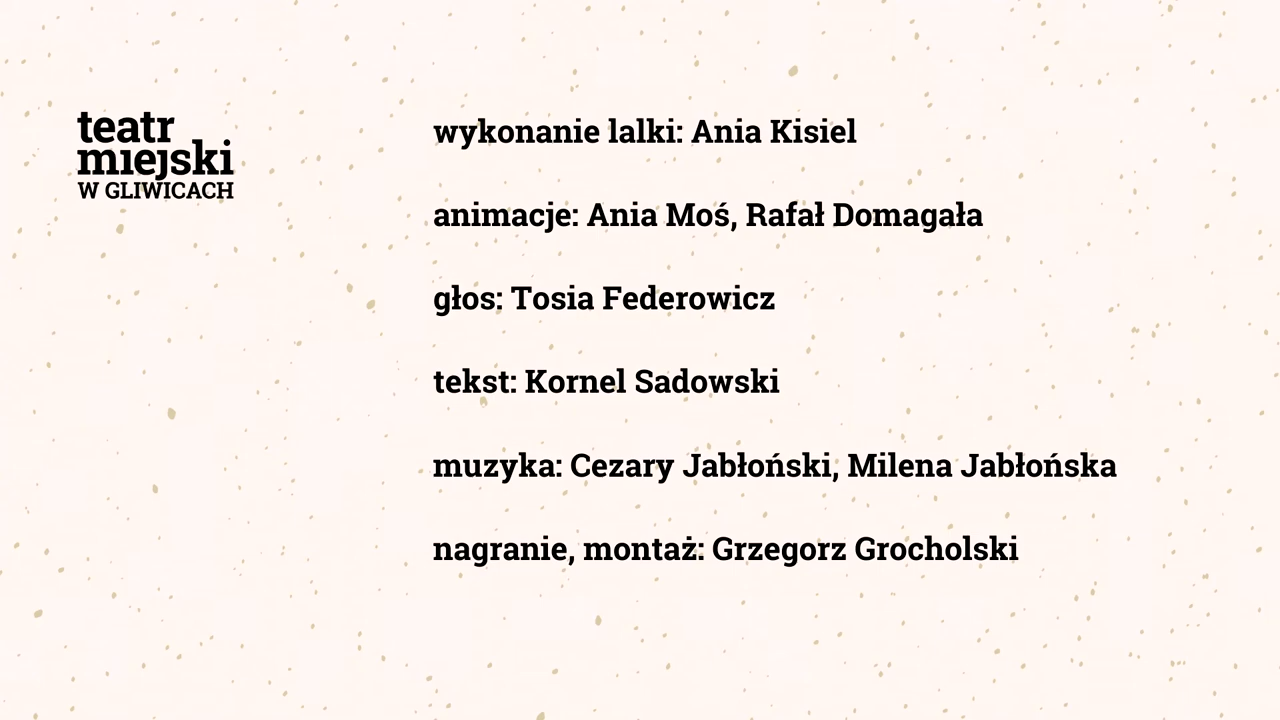 teatr
miejski
W GLIWICACH
wykonanie lalki: Ania Kisiel
animacje: Ania Moś, Rafał Domagała
głos: Tosia Federowicz
tekst: Kornel Sadowski
muzyka: Cezary Jabłoński, Milena Jabłońska
nagranie, montaż: Grzegorz Grocholski